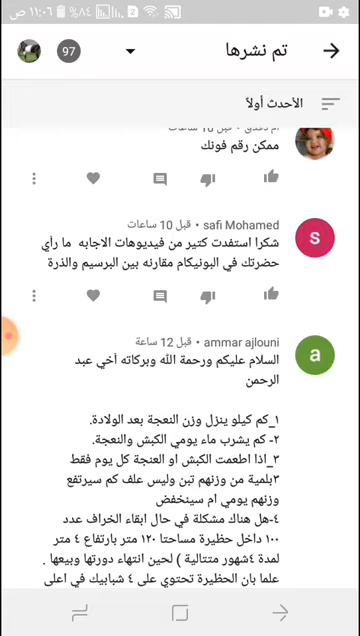 ١١:٠٦ ص
٨٤%
2
تم نشرها
97
الأحدث أولاً
ممكن رقم فونك
safi Mohamed • قبل 10 ساعات
شكرا استفدت كتير من فيديوهات الاجابه ما رأي
حضرتك في البونيكام مقارنه بين البرسيم والذرة
s
ammar ajlouni • قبل 12 ساعة
a
السلام عليكم ورحمة الله وبركاته أخي عبد
الرحمن
١_كم كيلو ينزل وزن النعجة بعد الولادة.
٢- كم يشرب ماء يومي الكبش والنعجة.
٣_اذا اطعمت الكبش او العنجة كل يوم فقط
٣بلمية من وزنهم تبن وليس علف كم سيرتفع
وزنهم يومي ام سينخفض
٤-هل هناك مشكلة في حال ابقاء الخراف عدد
١٠٠ داخل حظيرة مساحتا ١٢٠ متر بارتفاع ٤ متر
لمدة ٤شهور متتالية ) لحين انتهاء دورتها وبيعها .
علما بان الحظيرة تحتوي على ٤ شبابيك في اعلى